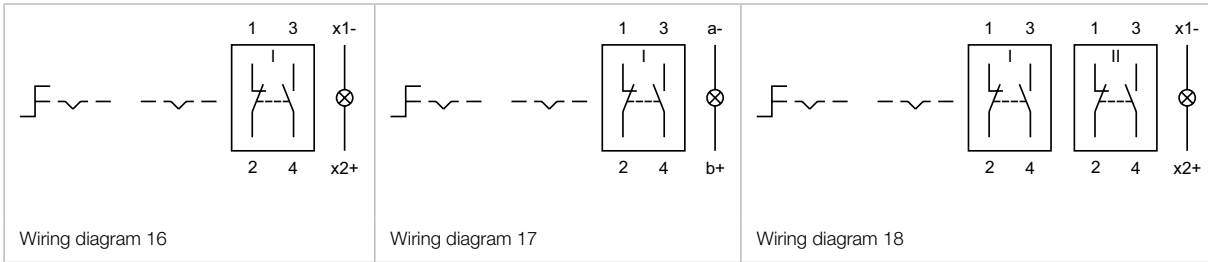 1 3 x1-
I
2 4 x2+
Wiring diagram 16
1 3 a-
I
2 4 b+
Wiring diagram 17
1 3 1 3 x1-
I II
2 4 2 4 x2+
Wiring diagram 18